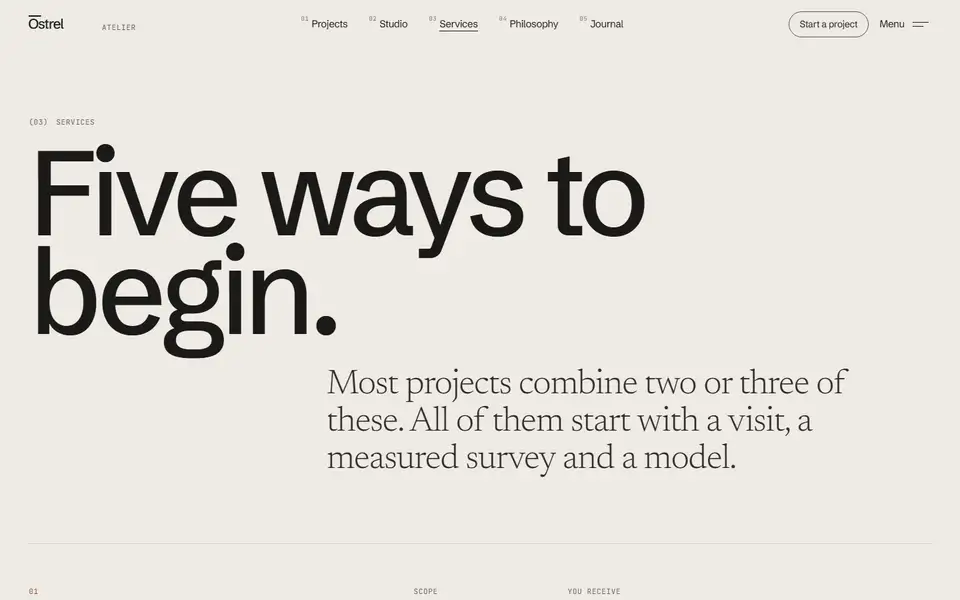 Ōstrel
ATELIER
01 Projects
02 Studio
03 Services
04 Philosophy
05 Journal
Start a project
Menu
(03) SERVICES
Five ways to
begin.
Most projects combine two or three of
these. All of them start with a visit, a
measured survey and a model.
01
SCOPE
YOU RECEIVE